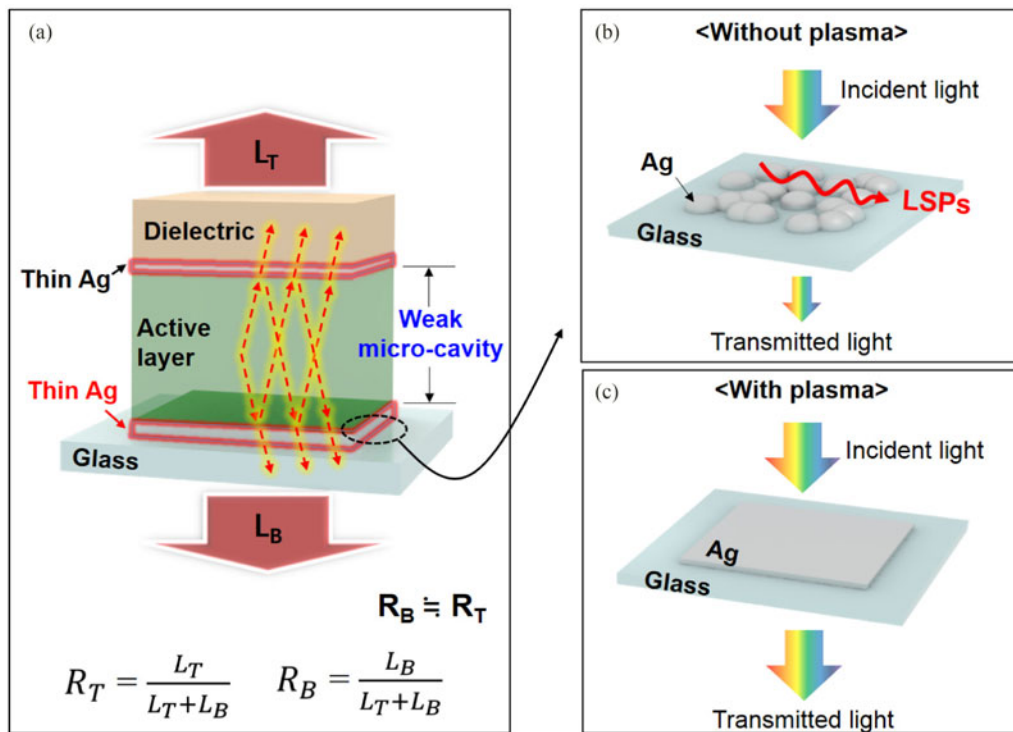 (a)
L_T
Dielectric
Thin Ag
Active
layer
Weak
micro-cavity
Thin Ag
Glass
L_B
R_B ≒ R_T
R_T = L_T / (L_T+L_B)
R_B = L_B / (L_T+L_B)
(b)
<Without plasma>
Incident light
Ag
LSPs
Glass
Transmitted light
(c)
<With plasma>
Incident light
Ag
Glass
Transmitted light